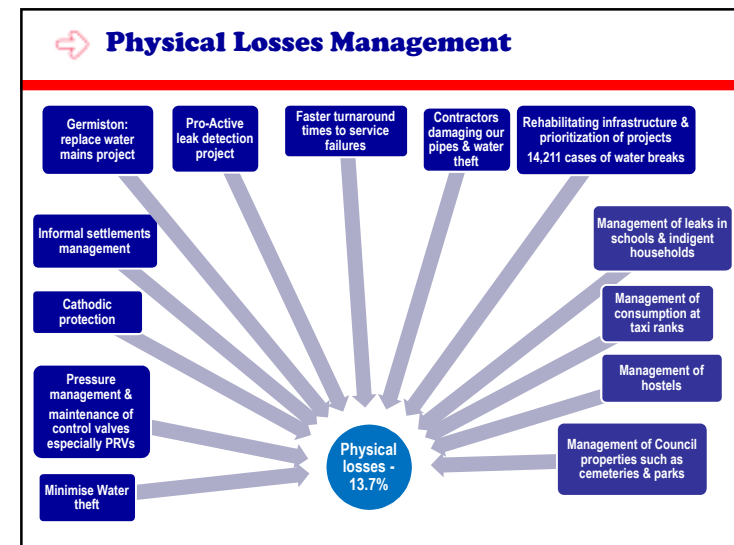 Physical Losses Management
Germiston:
replace water
mains project
Pro-Active
leak detection
project
Faster turnaround
times to service
failures
Contractors
damaging our
pipes & water
theft
Rehabilitating infrastructure &
prioritization of projects
14,211 cases of water breaks
Informal settlements
management
Management of leaks in
schools & indigent
households
Cathodic
protection
Management of
consumption at
taxi ranks
Pressure
management &
maintenance of
control valves
especially PRVs
Management of
hostels
Minimise Water
theft
Management of Council
properties such as
cemeteries & parks
Physical
losses -
13.7%